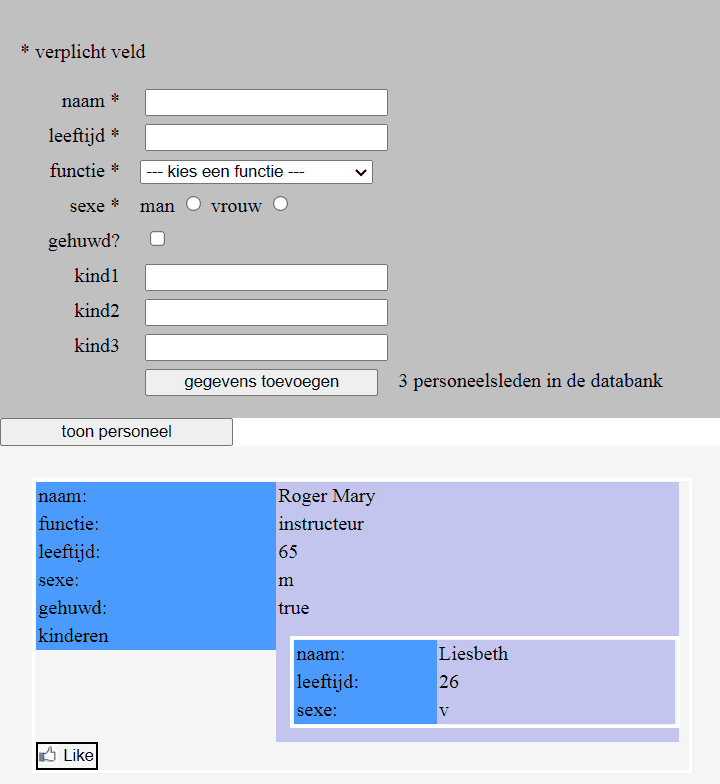 * verplicht veld
naam *
leeftijd *
functie * --- kies een functie ---
sexe * man vrouw
gehuwd?
kind1
kind2
kind3
gegevens toevoegen 3 personeelsleden in de databank
toon personeel
naam: Roger Mary
functie: instructeur
leeftijd: 65
sexe: m
gehuwd: true
kinderen
naam: Liesbeth
leeftijd: 26
sexe: v
Like